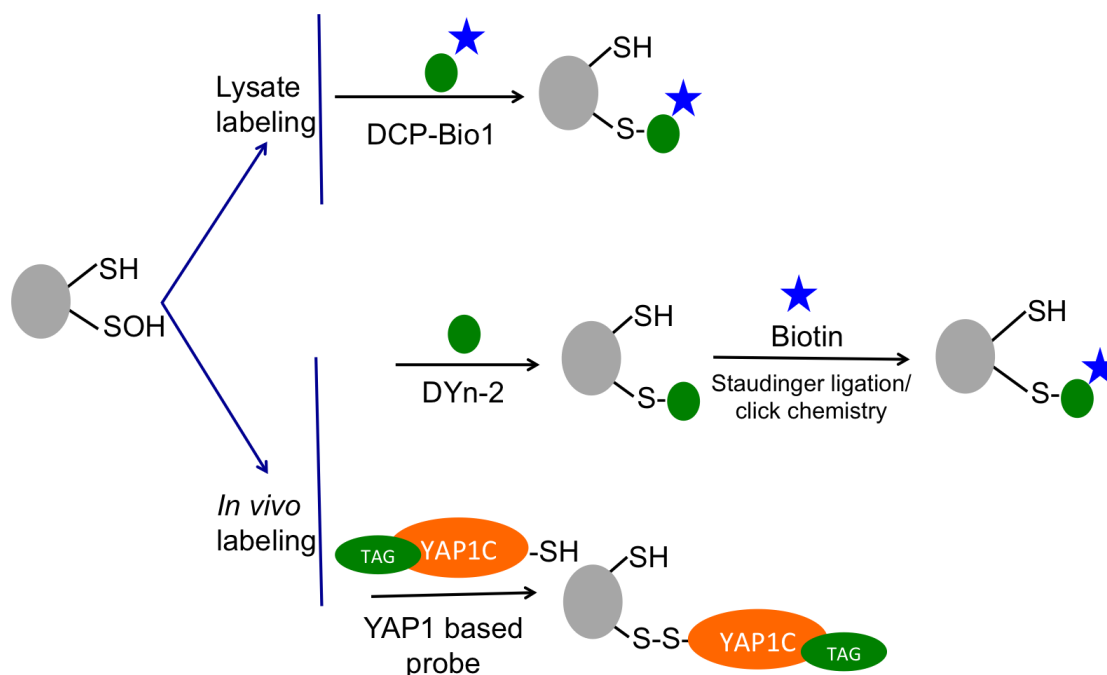 SH
SOH
Lysate
labeling
DCP-Bio1
SH
S-
In vivo
labeling
DYn-2
SH
S-
Biotin
Staudinger ligation/
click chemistry
SH
S-
TAG
YAP1C
-SH
YAP1 based
probe
SH
S-S-
YAP1C
TAG